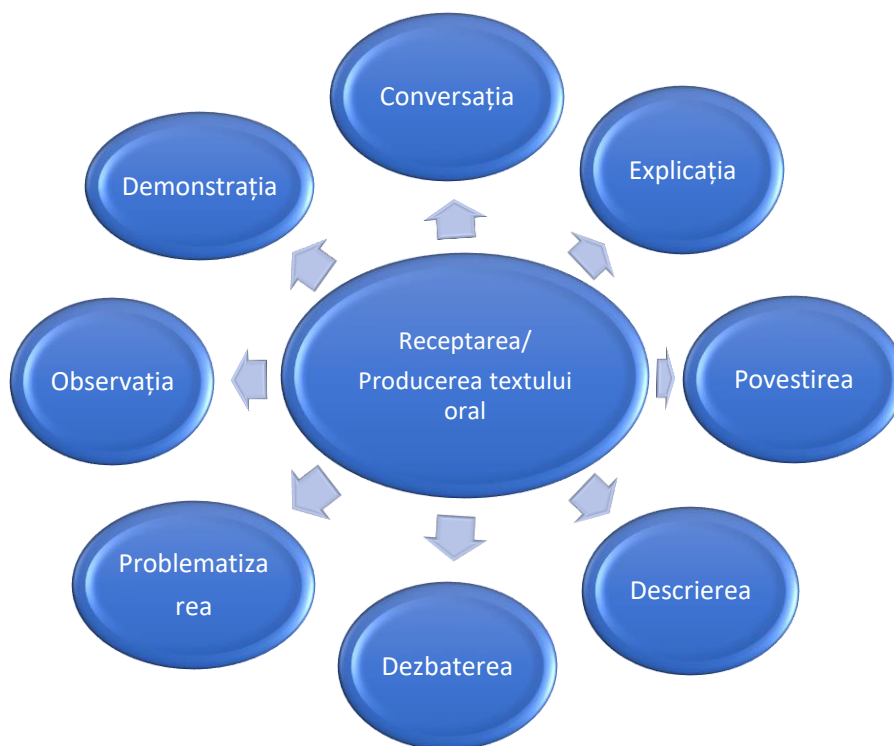 Conversația
Explicația
Demonstrația
Receptarea/
Producerea textului
oral
Observația
Povestirea
Problematiza
rea
Descrierea
Dezbaterea